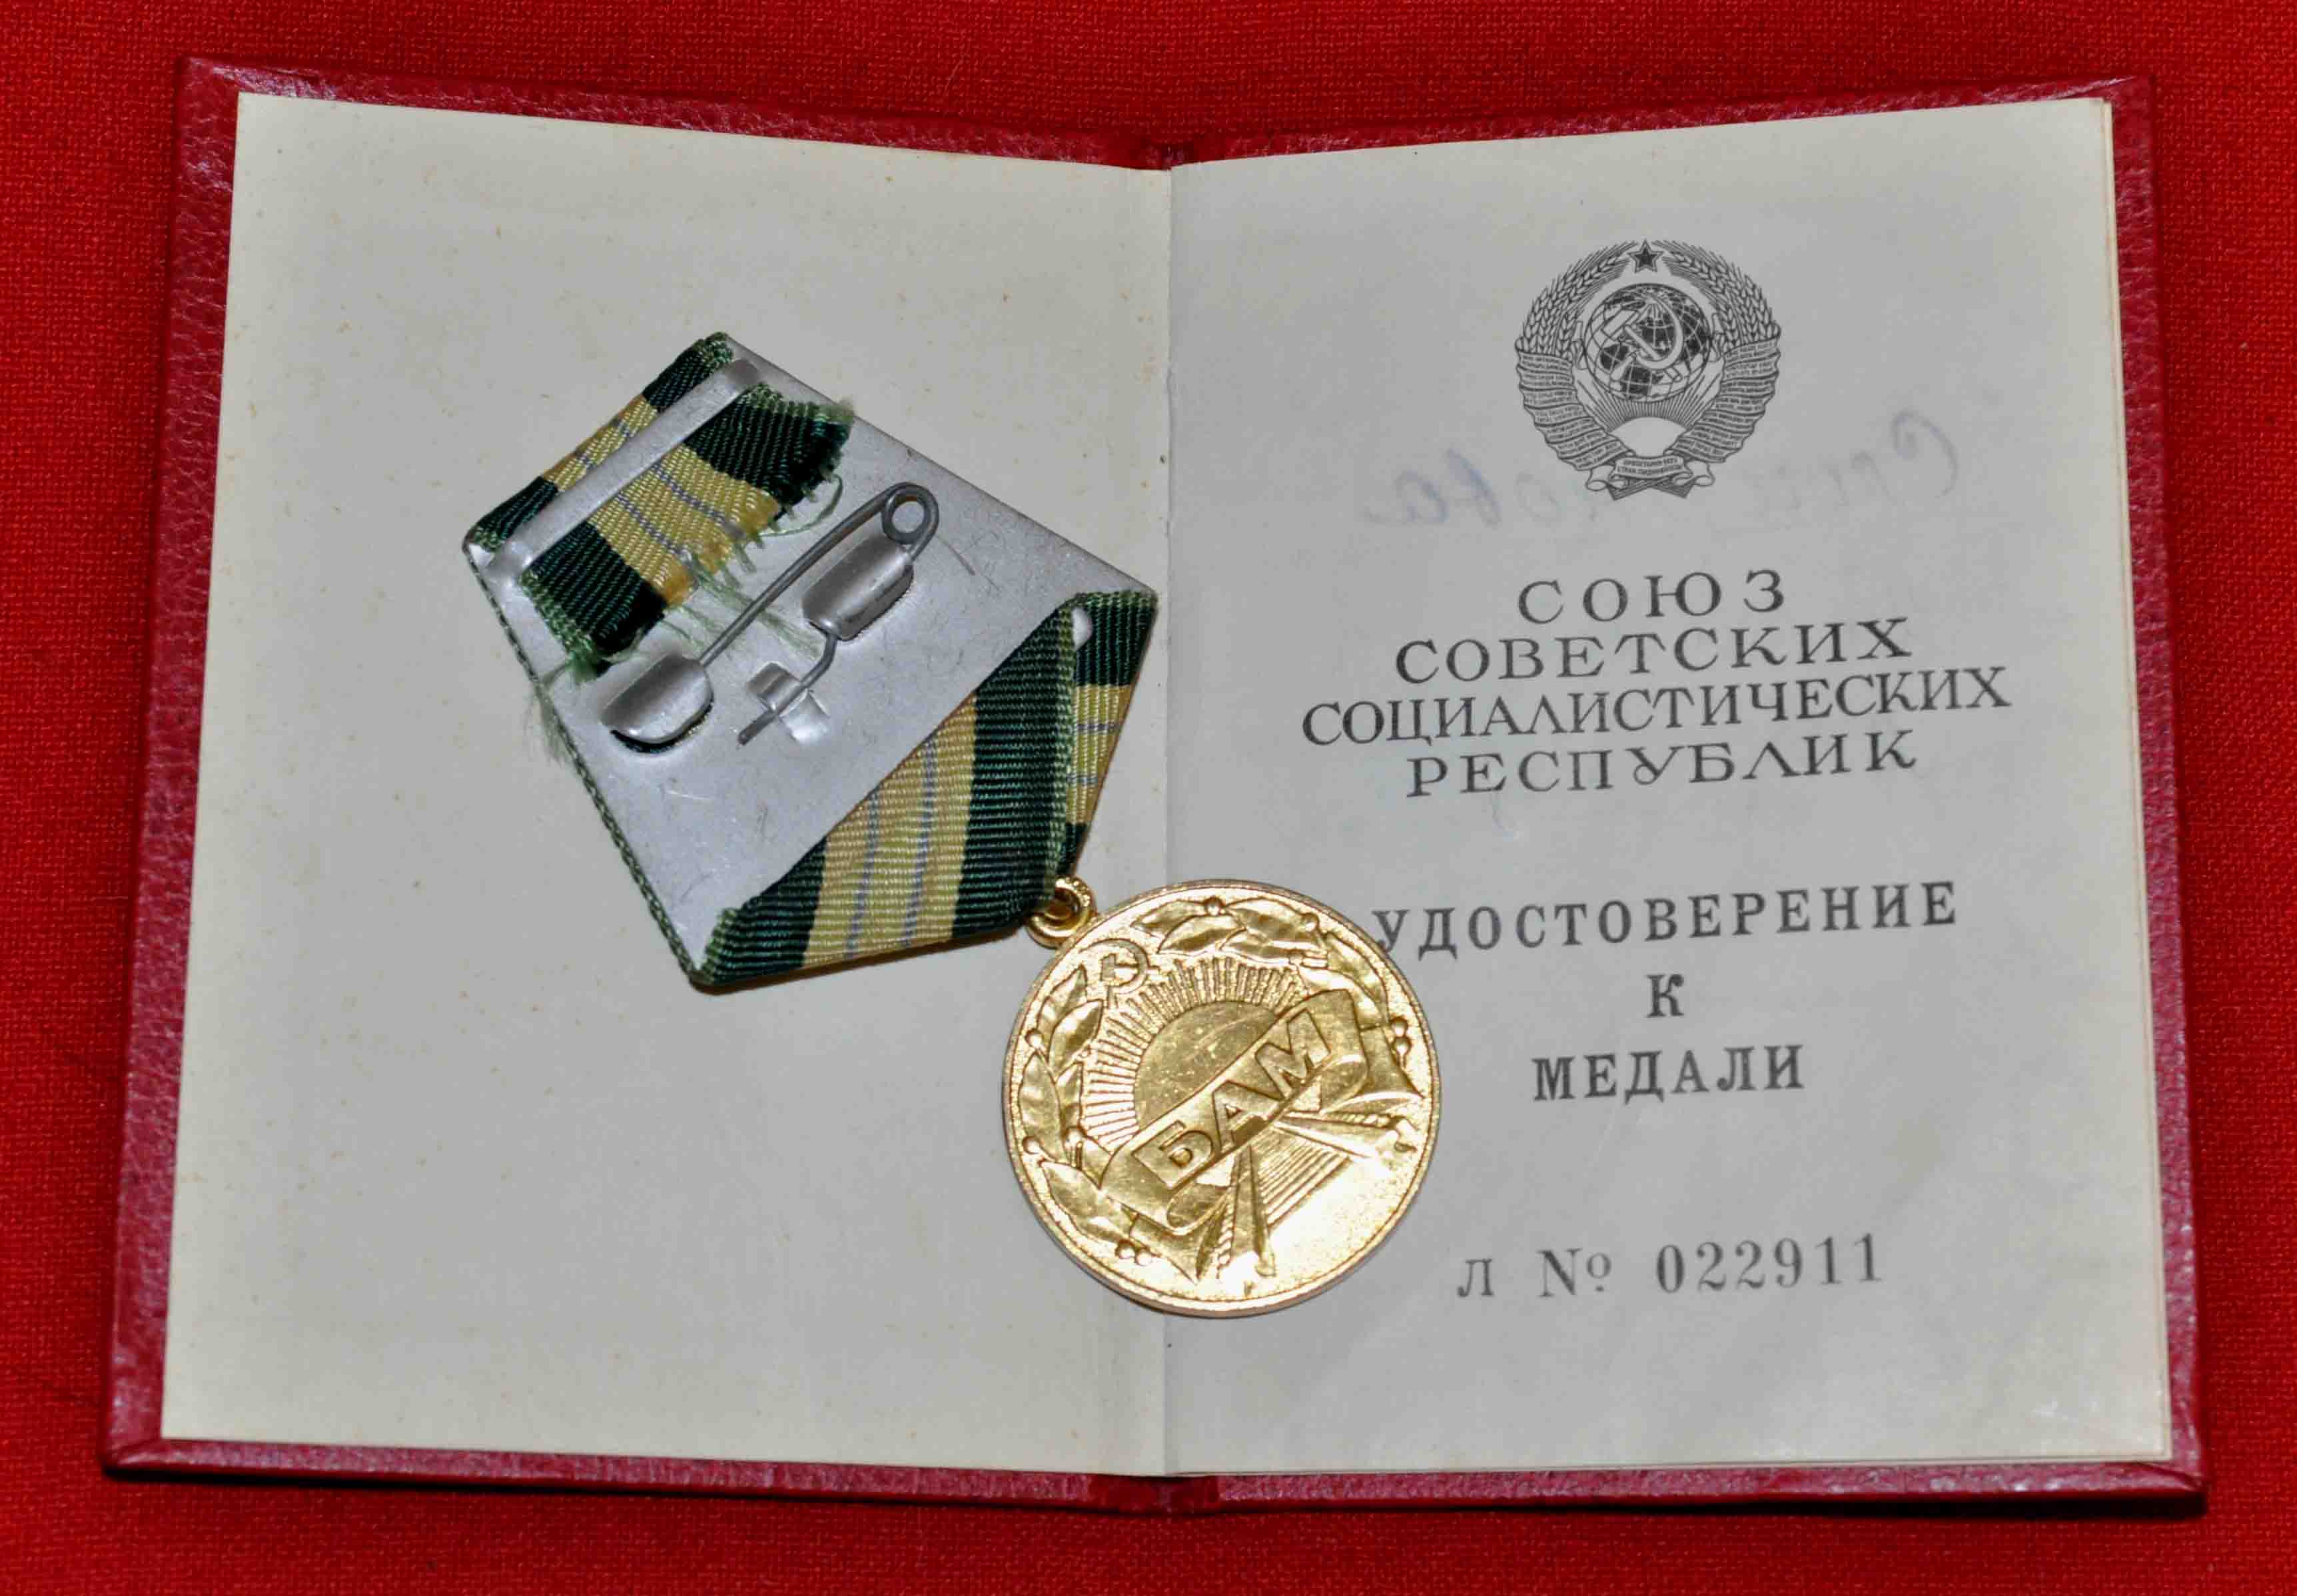 СОЮЗ
СОВЕТСКИХ
СОЦИАЛИСТИЧЕСКИХ
РЕСПУБЛИК
УДОСТОВЕРЕНИЕ
К
МЕДАЛИ
БАМ
Л № 022911